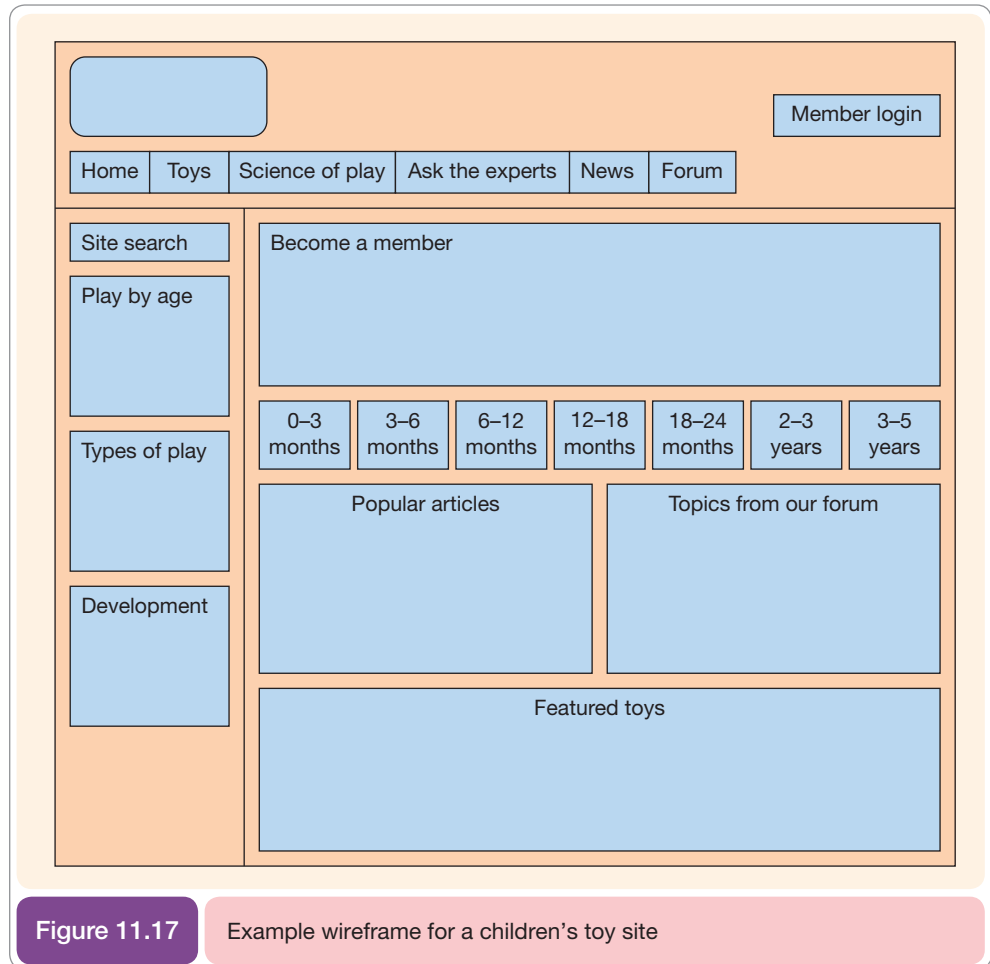 Member login
Home Toys Science of play Ask the experts News Forum
Site search
Play by age
Types of play
Development
Become a member
0–3 months
3–6 months
6–12 months
12–18 months
18–24 months
2–3 years
3–5 years
Popular articles
Topics from our forum
Featured toys
Figure 11.17
Example wireframe for a children's toy site